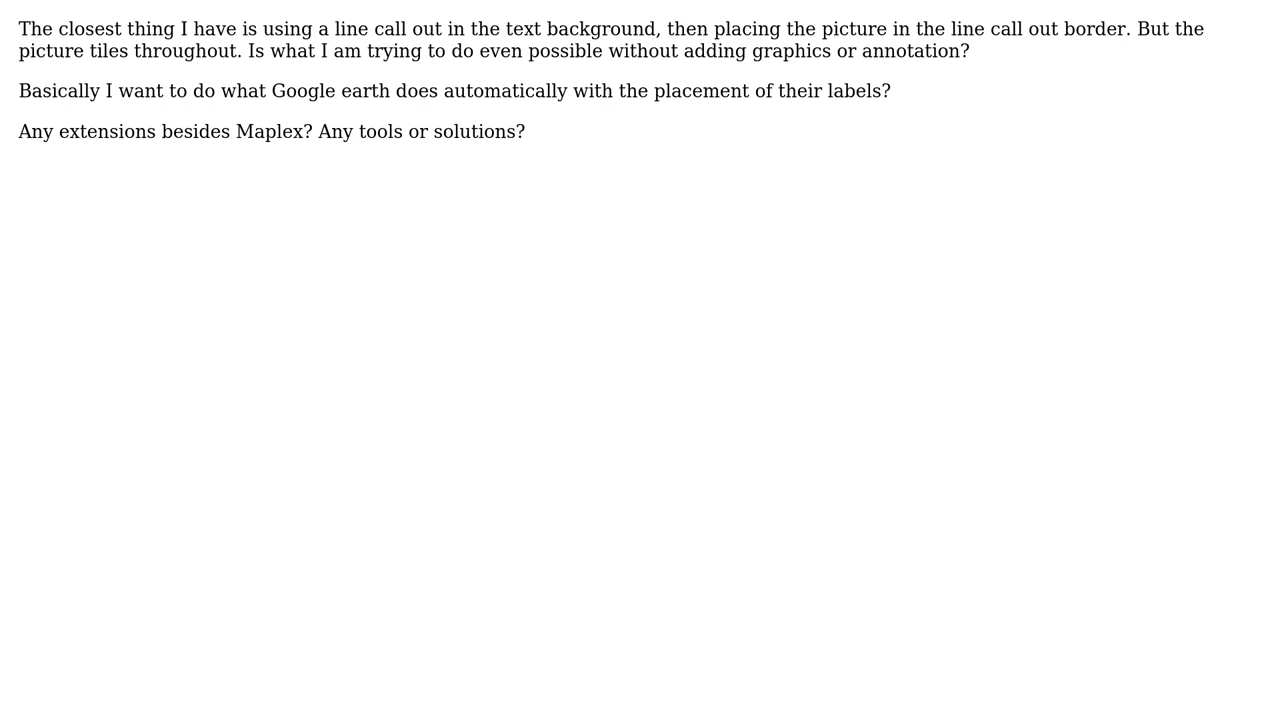 The closest thing I have is using a line call out in the text background, then placing the picture in the line call out border. But the
picture tiles throughout. Is what I am trying to do even possible without adding graphics or annotation?
Basically I want to do what Google earth does automatically with the placement of their labels?
Any extensions besides Maplex? Any tools or solutions?